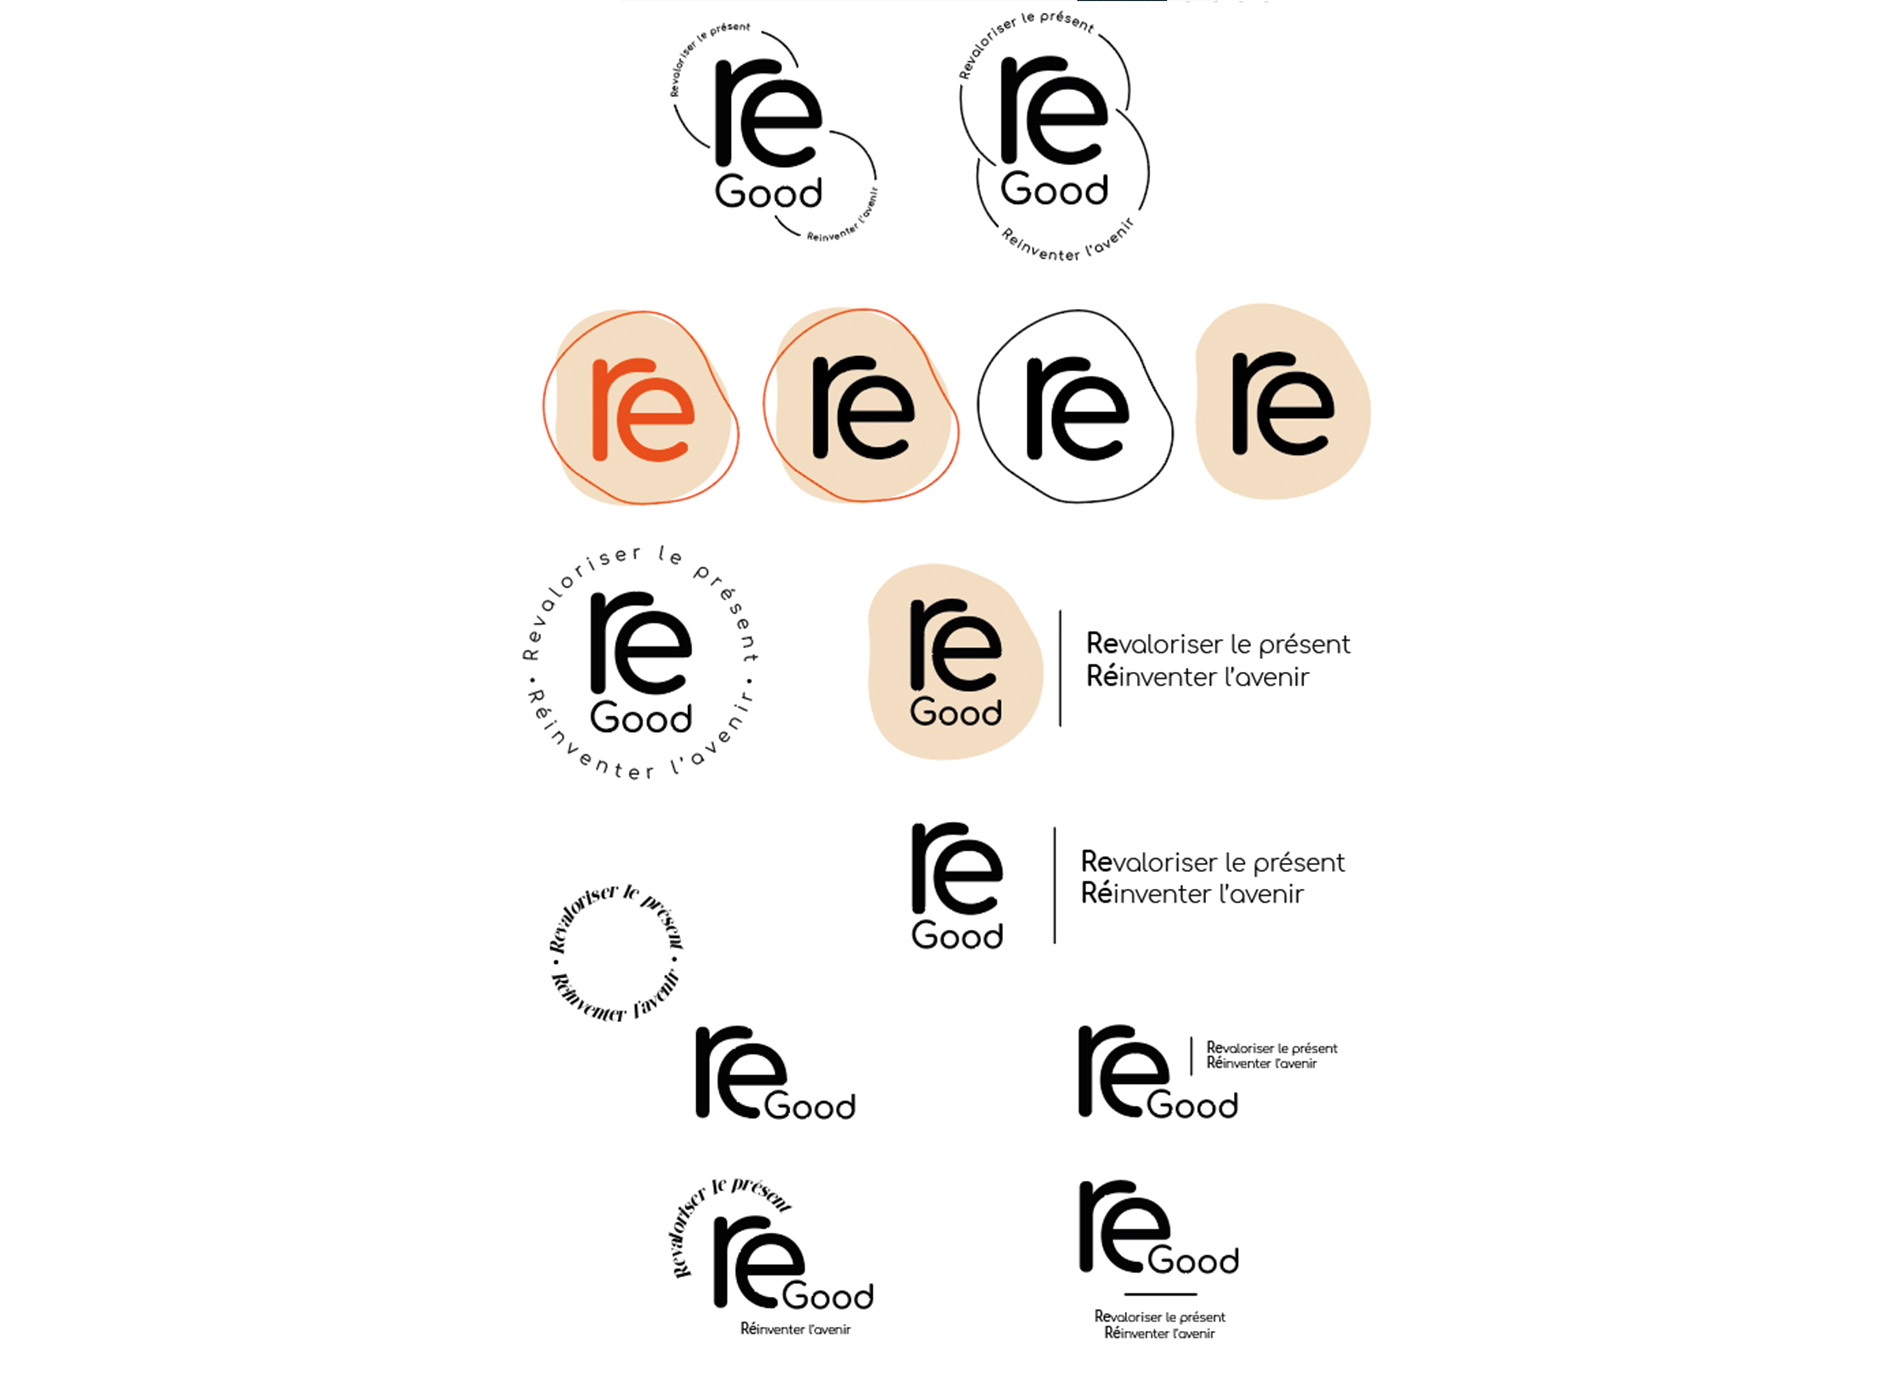 Revaloriser le présent
re
Good
Reinventer l'avenir
Revaloriser le présent
re
Good
Reinventer l'avenir
re
re
re
re
Revaloriser le présent
re
Good
• Réinventer l'avenir •
re
Good
Revaloriser le présent
Réinventer l'avenir
re
Good
Revaloriser le présent
Réinventer l'avenir
Revaloriser le présent
• Réinventer l'avenir •
re
Good
re
Good
Revaloriser le présent
Réinventer l'avenir
Revaloriser le présent
re
Good
Réinventer l'avenir
re
Good
Revaloriser le présent
Réinventer l'avenir